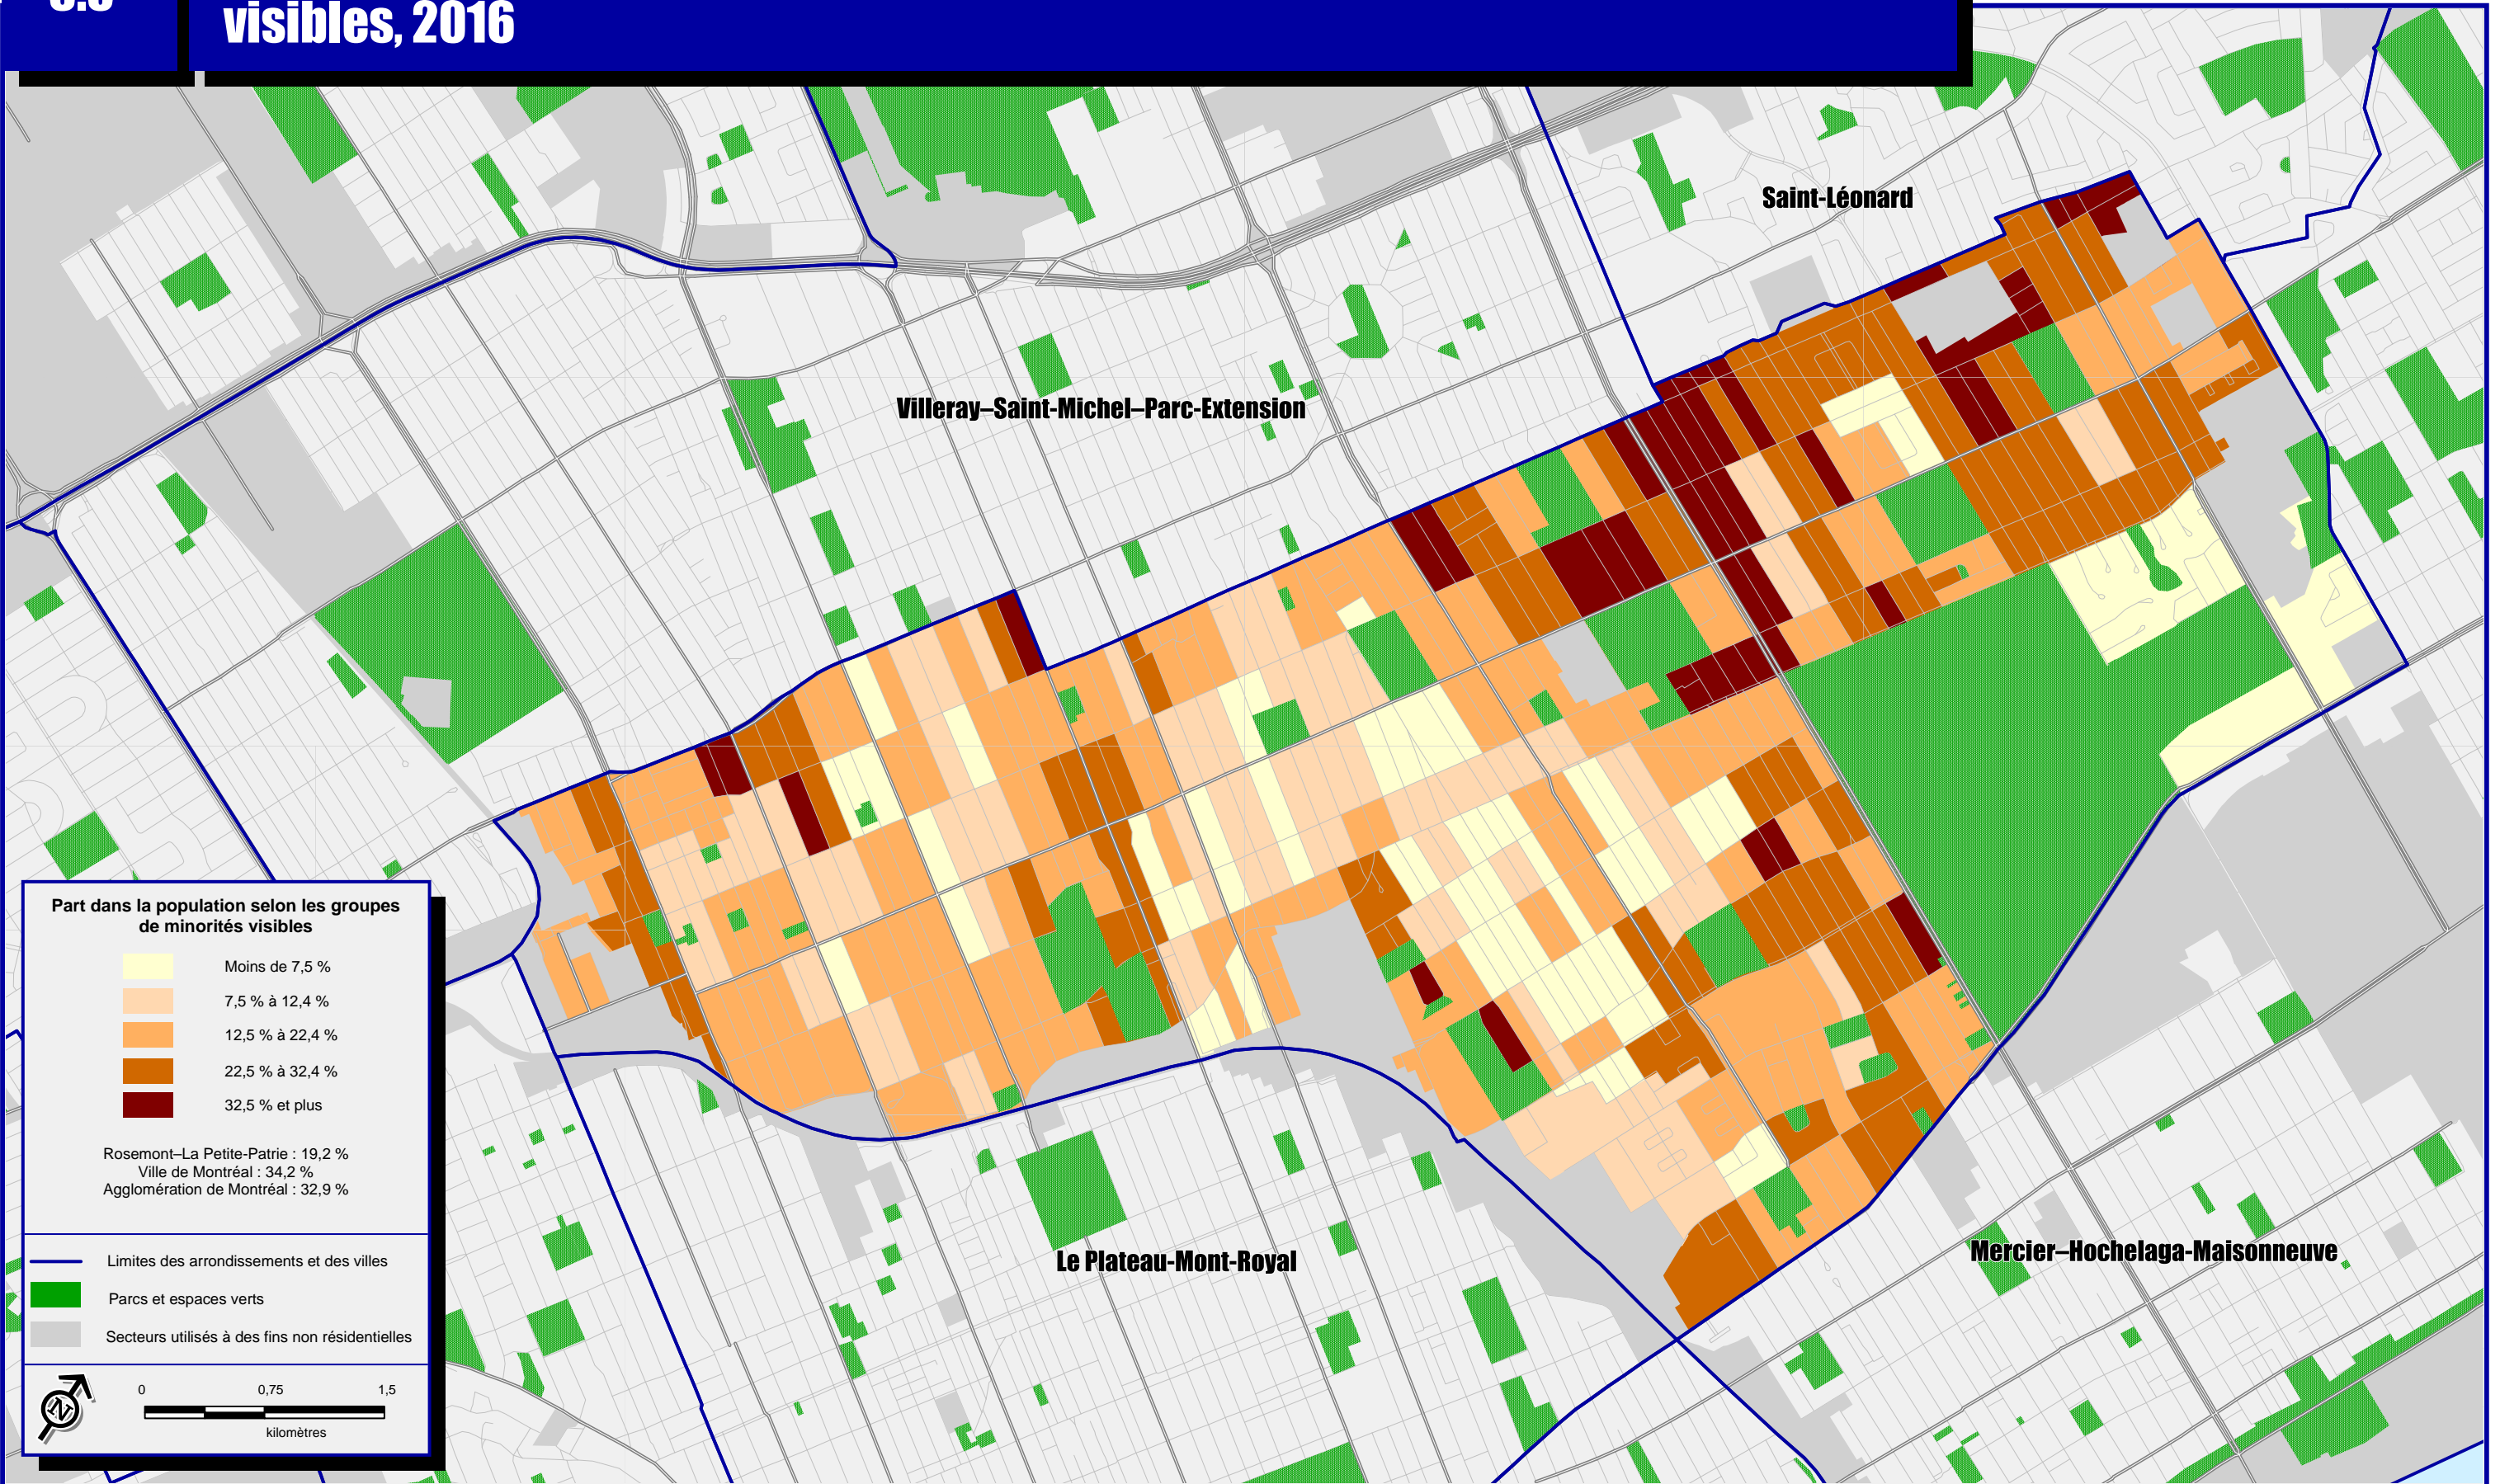 visibles, 2016
Saint-Léonard
Villeray–Saint-Michel–Parc-Extension
Part dans la population selon les groupes
de minorités visibles
Moins de 7,5 %
7,5 % à 12,4 %
12,5 % à 22,4 %
22,5 % à 32,4 %
32,5 % et plus
Rosemont–La Petite-Patrie : 19,2 %
Ville de Montréal : 34,2 %
Agglomération de Montréal : 32,9 %
Limites des arrondissements et des villes
Parcs et espaces verts
Secteurs utilisés à des fins non résidentielles
N
0 0,75 1,5
kilomètres
Le Plateau-Mont-Royal
Mercier–Hochelaga-Maisonneuve